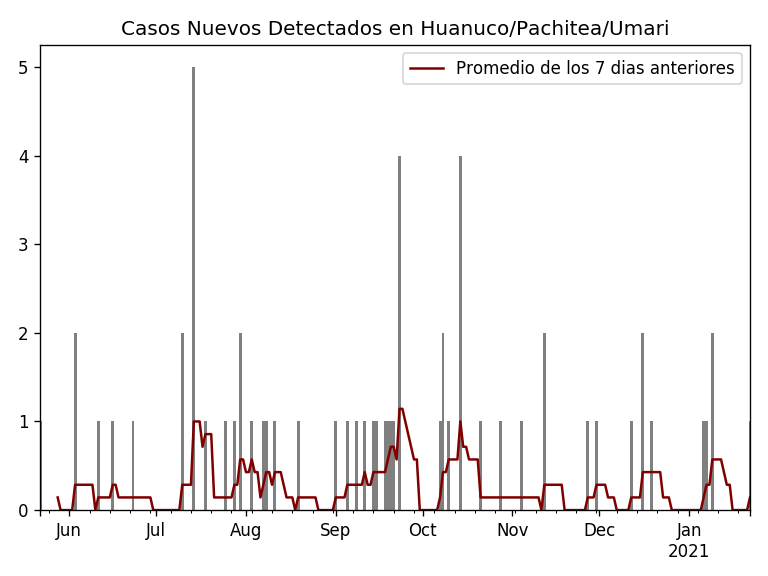 Casos Nuevos Detectados en Huanuco/Pachitea/Umari
Promedio de los 7 dias anteriores
5
4
3
2
1
0
Jun Jul Aug Sep Oct Nov Dec Jan
2021